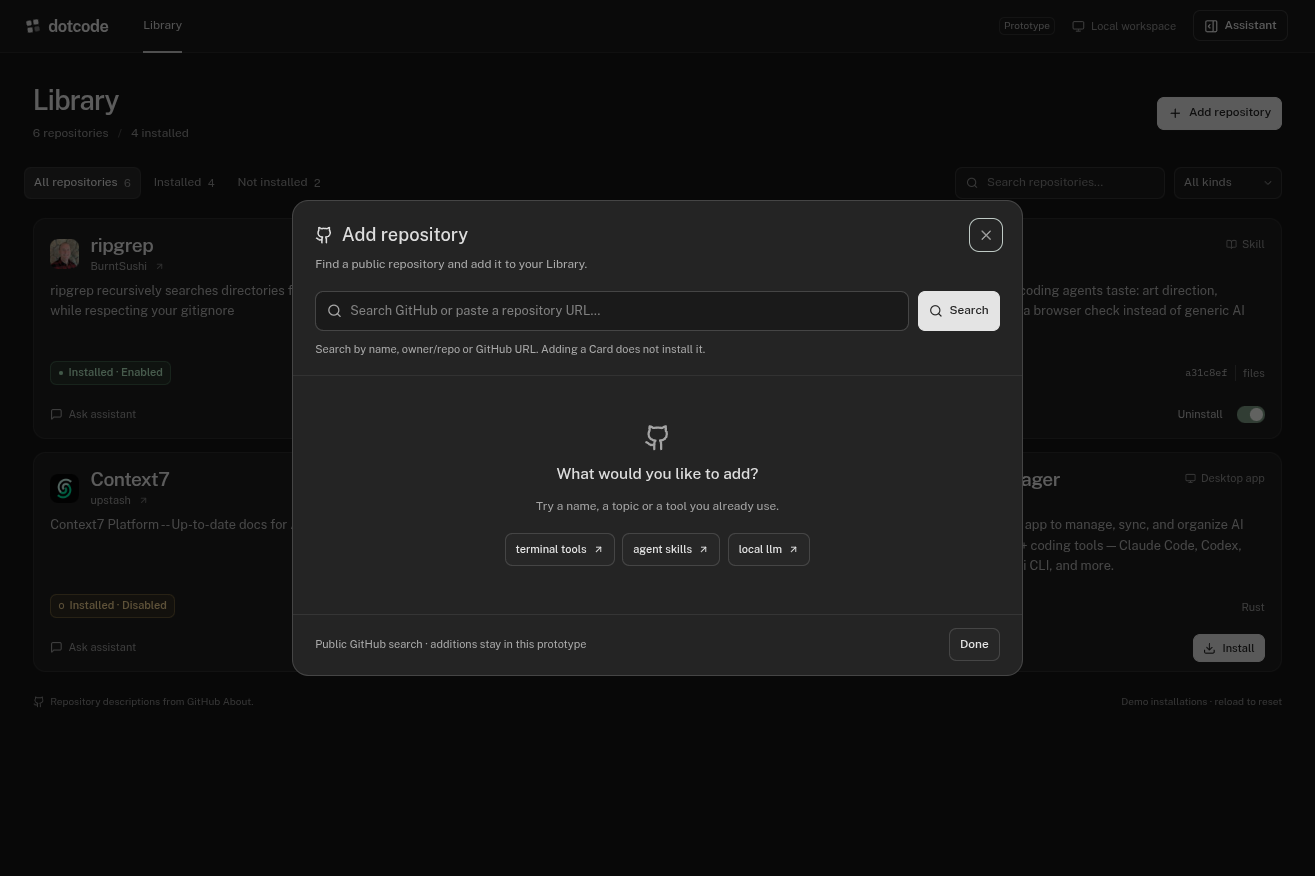 dotcode
Library
Prototype
Local workspace
Assistant
Library
6 repositories / 4 installed
Add repository
All repositories 6
Installed 4
Not installed 2
Search repositories...
All kinds
ripgrep
BurntSushi
ripgrep recursively searches directories f
while respecting your gitignore
Installed · Enabled
Ask assistant
Skill
coding agents taste: art direction,
a browser check instead of generic AI
a31c8ef
files
Uninstall
Add repository
Find a public repository and add it to your Library.
Search GitHub or paste a repository URL...
Search
Search by name, owner/repo or GitHub URL. Adding a Card does not install it.
What would you like to add?
Try a name, a topic or a tool you already use.
terminal tools
agent skills
local llm
Public GitHub search · additions stay in this prototype
Done
Context7
upstash
Context7 Platform -- Up-to-date docs for
Installed · Disabled
Ask assistant
ager
Desktop app
app to manage, sync, and organize AI
+ coding tools — Claude Code, Codex,
i CLI, and more.
Rust
Install
Repository descriptions from GitHub About.
Demo installations · reload to reset